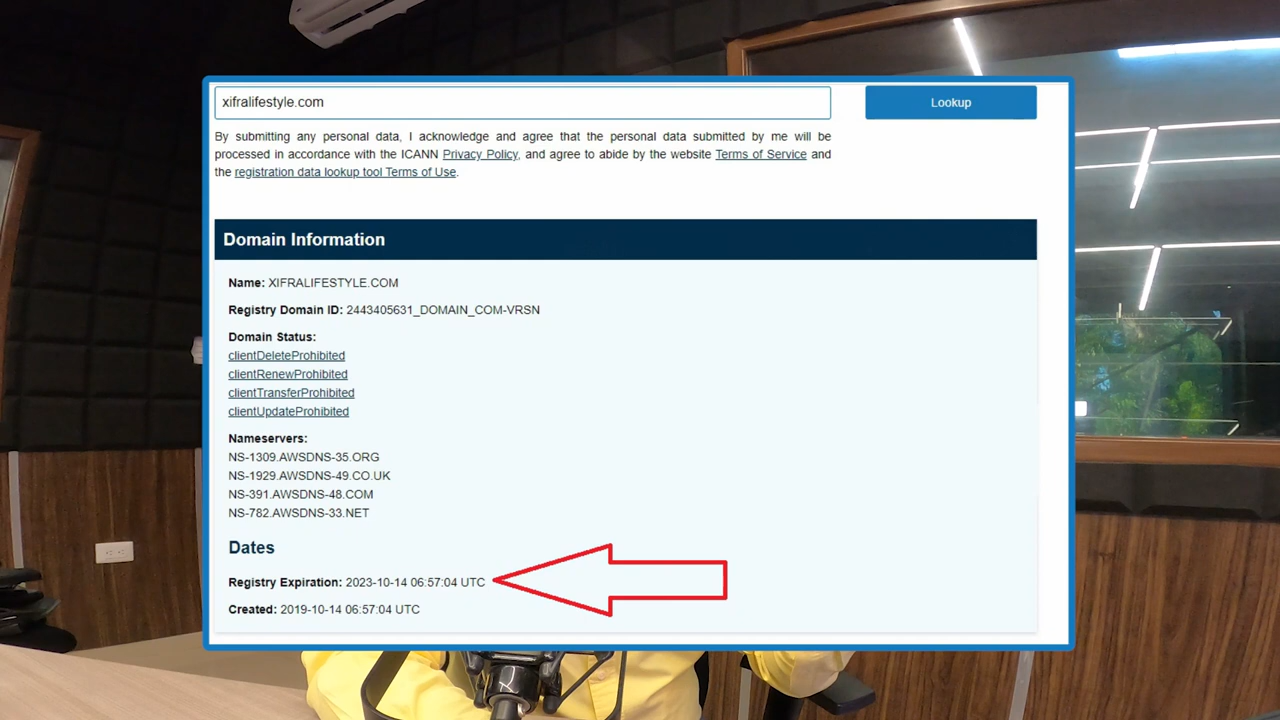 xifralifestyle.com
Lookup
By submitting any personal data, I acknowledge and agree that the personal data submitted by me will be
processed in accordance with the ICANN Privacy Policy, and agree to abide by the website Terms of Service and
the registration data lookup tool Terms of Use.
Domain Information
Name: XIFRALIFESTYLE.COM
Registry Domain ID: 2443405631_DOMAIN_COM-VRSN
Domain Status:
clientDeleteProhibited
clientRenewProhibited
clientTransferProhibited
clientUpdateProhibited
Nameservers:
NS-1309.AWSDNS-35.ORG
NS-1929.AWSDNS-49.CO.UK
NS-391.AWSDNS-48.COM
NS-782.AWSDNS-33.NET
Dates
Registry Expiration: 2023-10-14 06:57:04 UTC
Created: 2019-10-14 06:57:04 UTC